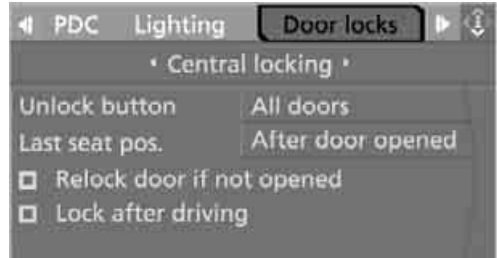 PDC Lighting Door locks
Central locking
Unlock button All doors
Last seat pos. After door opened
Relock door if not opened
Lock after driving